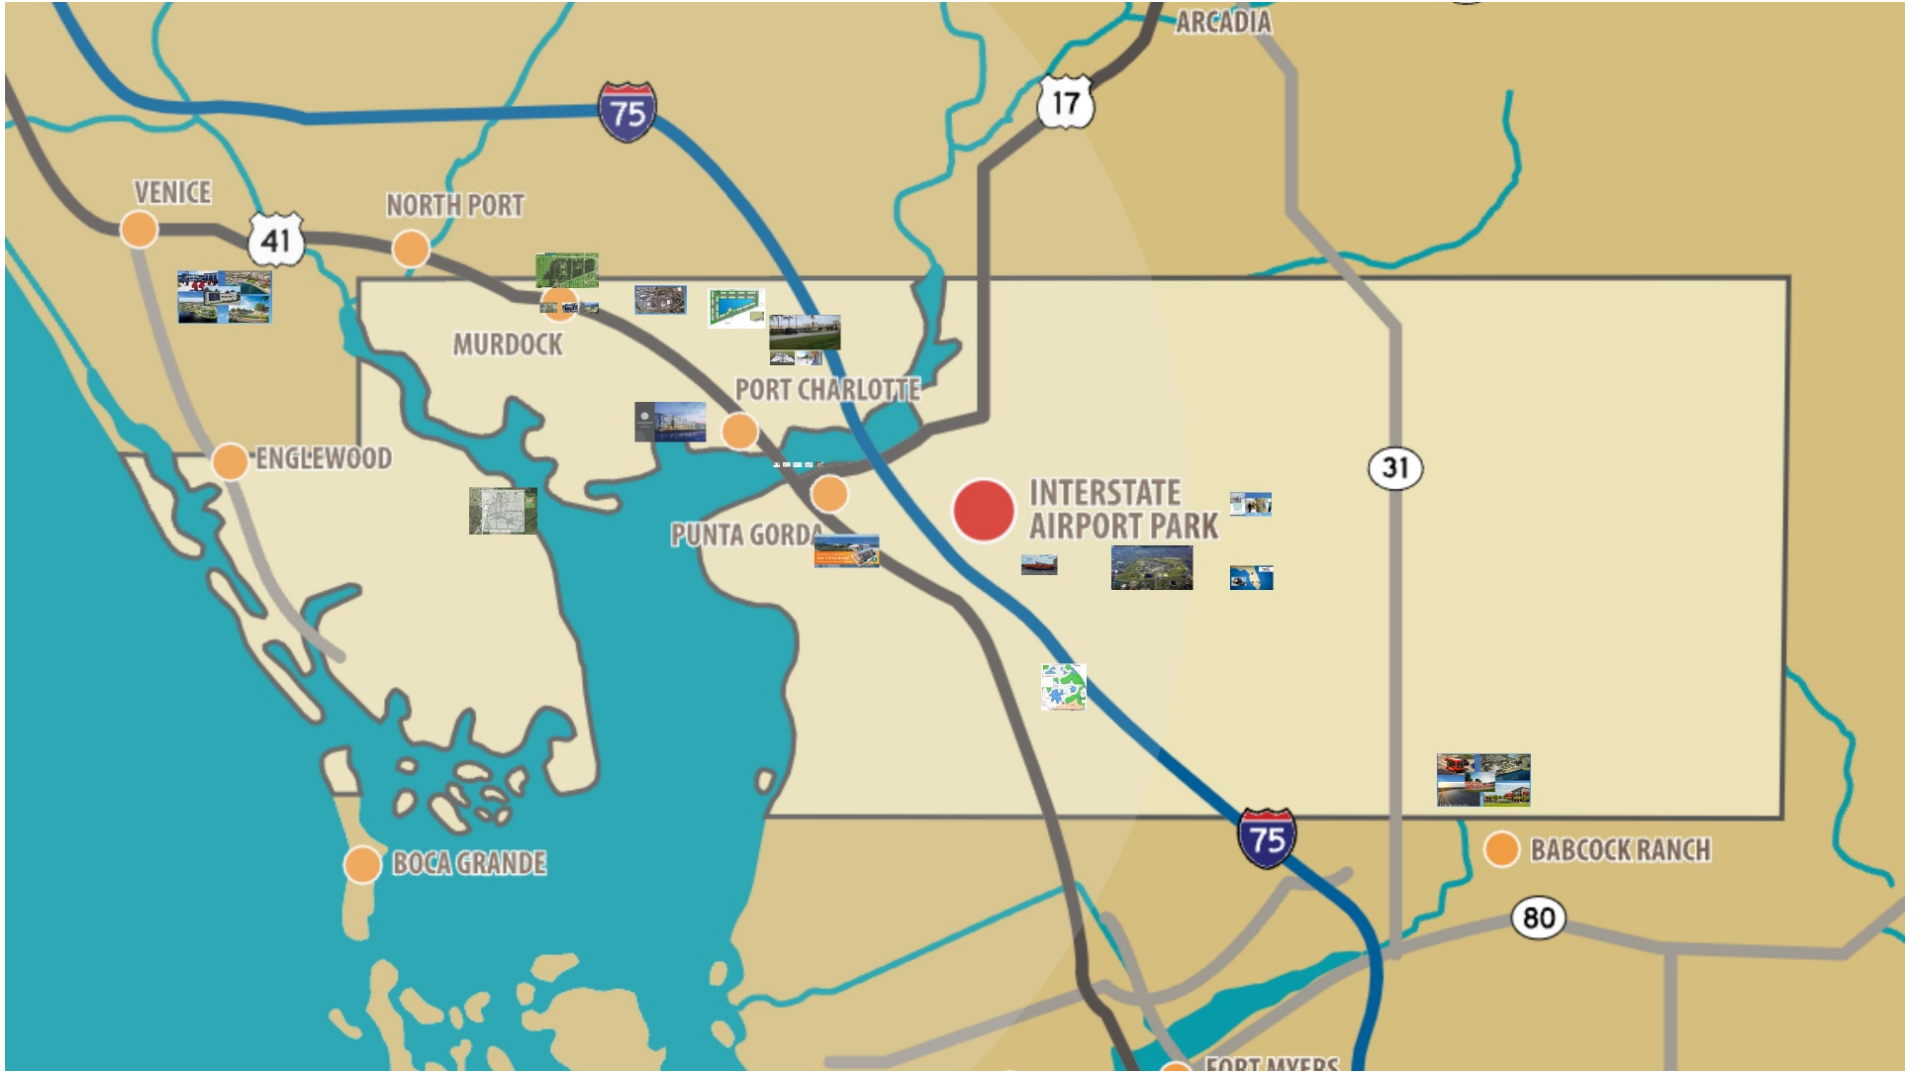 ARCADIA
75
17
VENICE
NORTH PORT
41
MURDOCK
PORT CHARLOTTE
31
ENGLEWOOD
INTERSTATE
AIRPORT PARK
PUNTA GORDA
75
BABCOCK RANCH
BOCA GRANDE
80
FORT MYERS